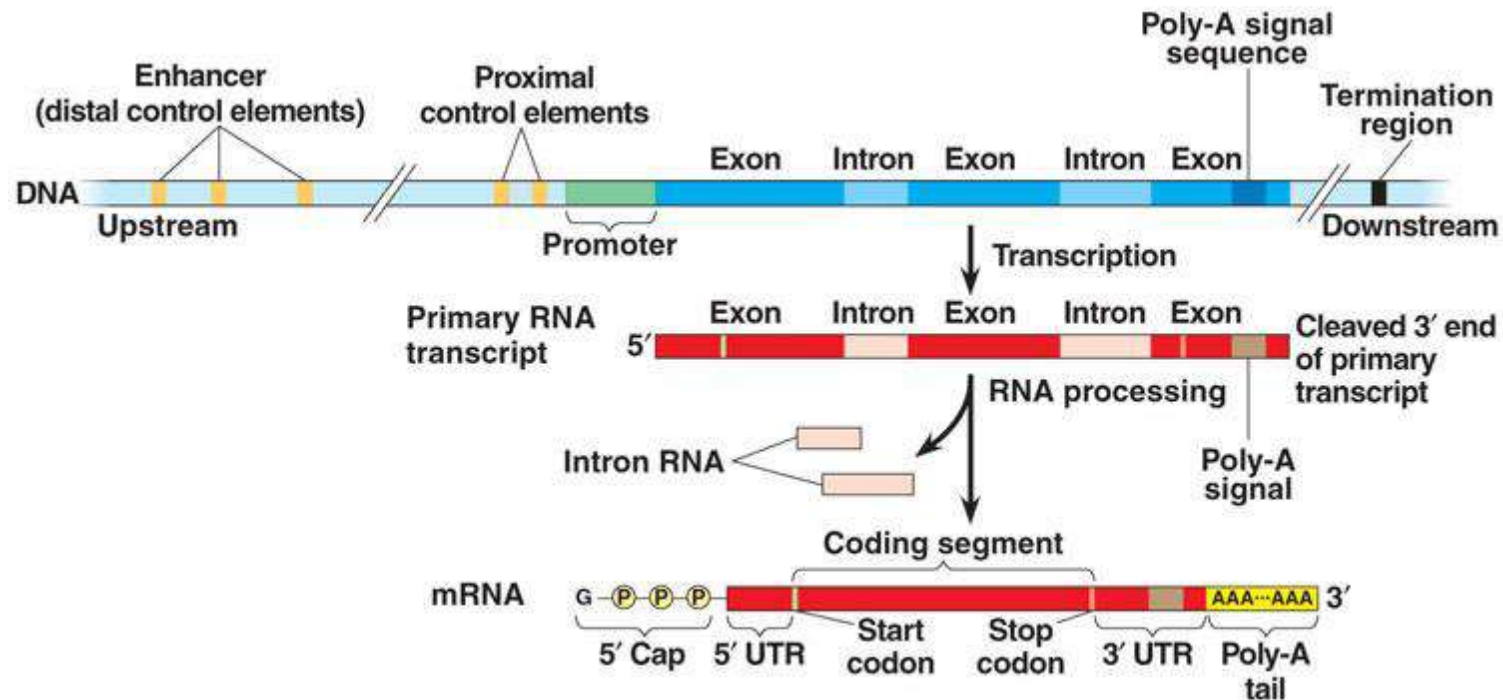 Poly-A signal
sequence
Enhancer
(distal control elements)
Proximal
control elements
Termination
region
Exon Intron Exon Intron Exon
DNA
Upstream
Promoter
Downstream
Transcription
Primary RNA
transcript
Exon Intron Exon Intron Exon
5′
Cleaved 3′ end
of primary
transcript
RNA processing
Intron RNA
Poly-A
signal
Coding segment
mRNA
G P P P AAA···AAA 3′
Start
codon
Stop
codon
5′ Cap 5′ UTR 3′ UTR Poly-A
tail